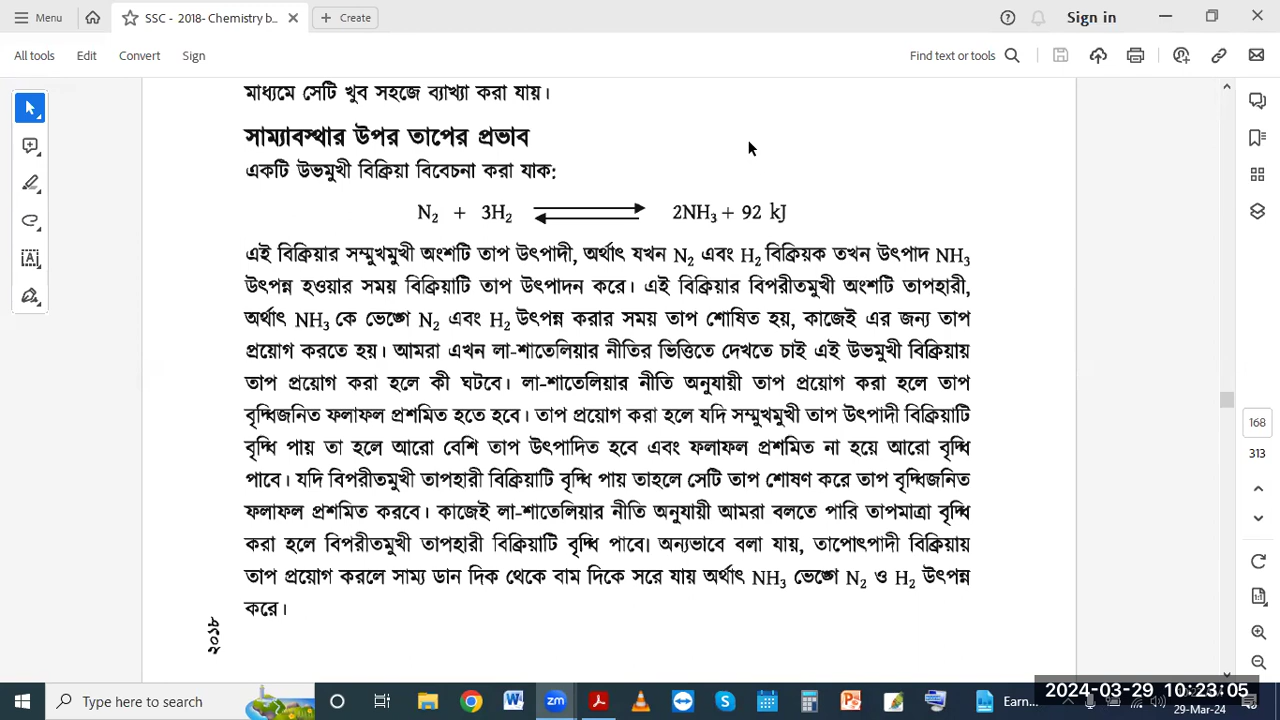 Menu
SSC - 2018- Chemistry b...
Create
Sign in
All tools Edit Convert Sign
Find text or tools
মাধ্যমে সেটি খুব সহজে ব্যাখ্যা করা যায়।
সাম্যাবস্থার উপর তাপের প্রভাব
একটি উভমুখী বিক্রিয়া বিবেচনা করা যাক:
N₂ + 3H₂ ⇌ 2NH₃ + 92 kJ
এই বিক্রিয়ার সম্মুখমুখী অংশটি তাপ উৎপাদী, অর্থাৎ যখন N₂ এবং H₂ বিক্রিয়ক তখন উৎপাদ NH₃
উৎপন্ন হওয়ার সময় বিক্রিয়াটি তাপ উৎপাদন করে। এই বিক্রিয়ার বিপরীতমুখী অংশটি তাপহারী,
অর্থাৎ NH₃ কে ভেঙ্গে N₂ এবং H₂ উৎপন্ন করার সময় তাপ শোষিত হয়, কাজেই এর জন্য তাপ
প্রয়োগ করতে হয়। আমরা এখন লা-শাতেলিয়ার নীতির ভিত্তিতে দেখতে চাই এই উভমুখী বিক্রিয়ায়
তাপ প্রয়োগ করা হলে কী ঘটবে। লা-শাতেলিয়ার নীতি অনুযায়ী তাপ প্রয়োগ করা হলে তাপ
বৃদ্ধিজনিত ফলাফল প্রশমিত হতে হবে। তাপ প্রয়োগ করা হলে যদি সম্মুখমুখী তাপ উৎপাদী বিক্রিয়াটি
বৃদ্ধি পায় তা হলে আরো বেশি তাপ উৎপাদিত হবে এবং ফলাফল প্রশমিত না হয়ে আরো বৃদ্ধি
পাবে। যদি বিপরীতমুখী তাপহারী বিক্রিয়াটি বৃদ্ধি পায় তাহলে সেটি তাপ শোষণ করে তাপ বৃদ্ধিজনিত
ফলাফল প্রশমিত করবে। কাজেই লা-শাতেলিয়ার নীতি অনুযায়ী আমরা বলতে পারি তাপমাত্রা বৃদ্ধি
করা হলে বিপরীতমুখী তাপহারী বিক্রিয়াটি বৃদ্ধি পাবে। অন্যভাবে বলা যায়, তাপোৎপাদী বিক্রিয়ায়
তাপ প্রয়োগ করলে সাম্য ডান দিক থেকে বাম দিকে সরে যায় অর্থাৎ NH₃ ভেঙ্গে N₂ ও H₂ উৎপন্ন
করে।
২০১৮
168
313
Type here to search
Earn...
2024-03-29 10:23:05
29-Mar-24